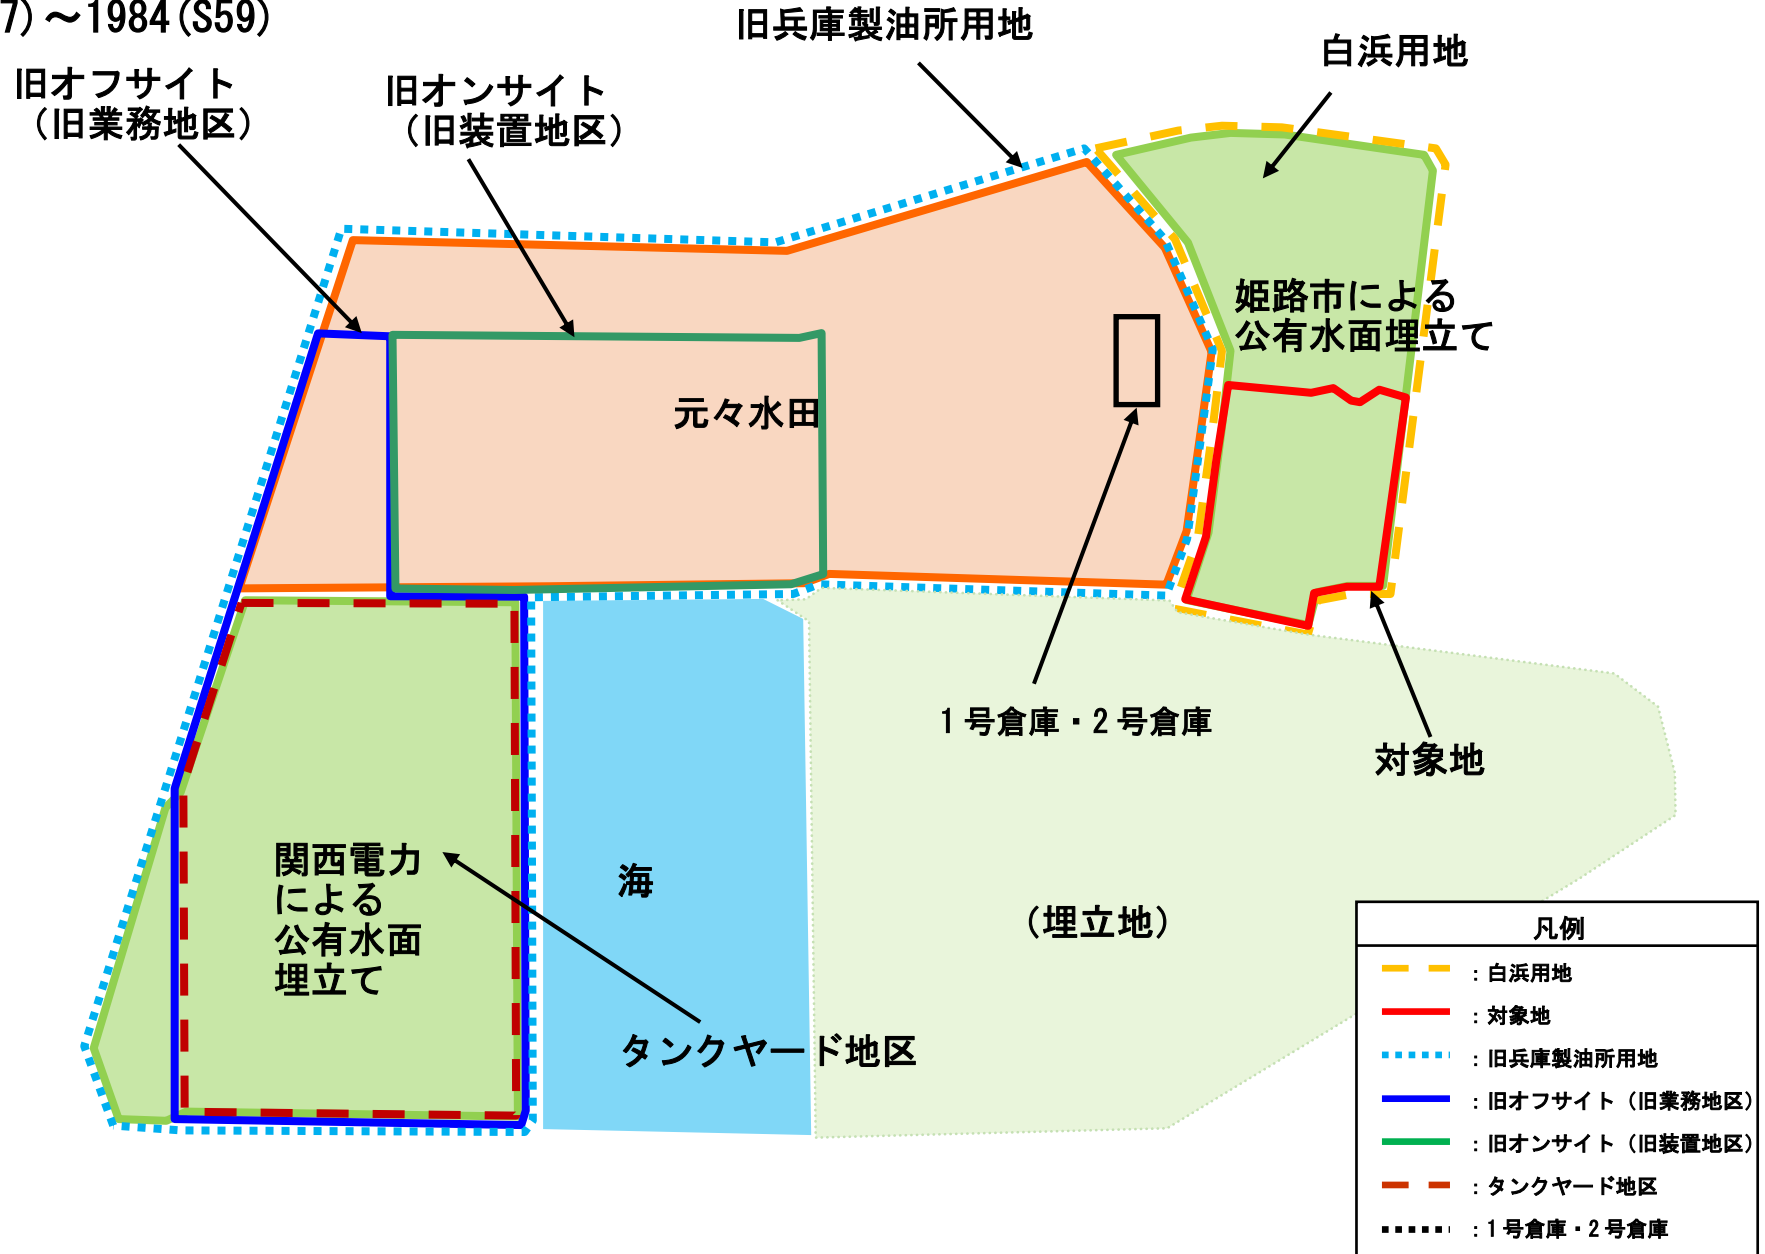 7)～1984(S59)
旧兵庫製油所用地
白浜用地
旧オフサイト
（旧業務地区）
旧オンサイト
（旧装置地区）
姫路市による
公有水面埋立て
元々水田
1号倉庫・2号倉庫
対象地
関西電力
による
公有水面
埋立て
海
（埋立地）
タンクヤード地区
凡例
：白浜用地
：対象地
：旧兵庫製油所用地
：旧オフサイト（旧業務地区）
：旧オンサイト（旧装置地区）
：タンクヤード地区
：1号倉庫・2号倉庫